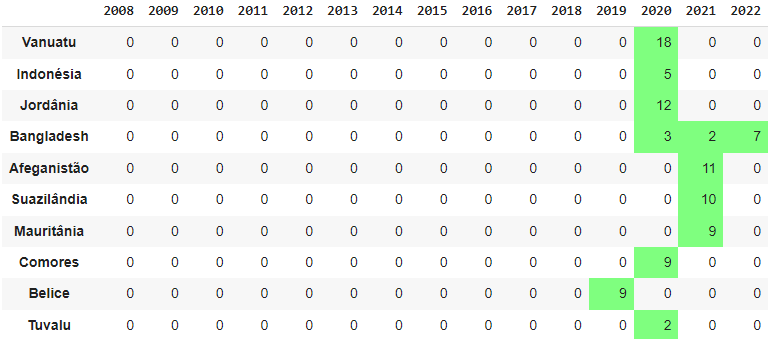 2008 2009 2010 2011 2012 2013 2014 2015 2016 2017 2018 2019 2020 2021 2022
Vanuatu 0 0 0 0 0 0 0 0 0 0 0 0 18 0 0
Indonésia 0 0 0 0 0 0 0 0 0 0 0 0 5 0 0
Jordânia 0 0 0 0 0 0 0 0 0 0 0 0 12 0 0
Bangladesh 0 0 0 0 0 0 0 0 0 0 0 0 3 2 7
Afeganistão 0 0 0 0 0 0 0 0 0 0 0 0 0 11 0
Suazilândia 0 0 0 0 0 0 0 0 0 0 0 0 0 10 0
Mauritânia 0 0 0 0 0 0 0 0 0 0 0 0 0 9 0
Comores 0 0 0 0 0 0 0 0 0 0 0 0 9 0 0
Belice 0 0 0 0 0 0 0 0 0 0 0 9 0 0 0
Tuvalu 0 0 0 0 0 0 0 0 0 0 0 0 2 0 0